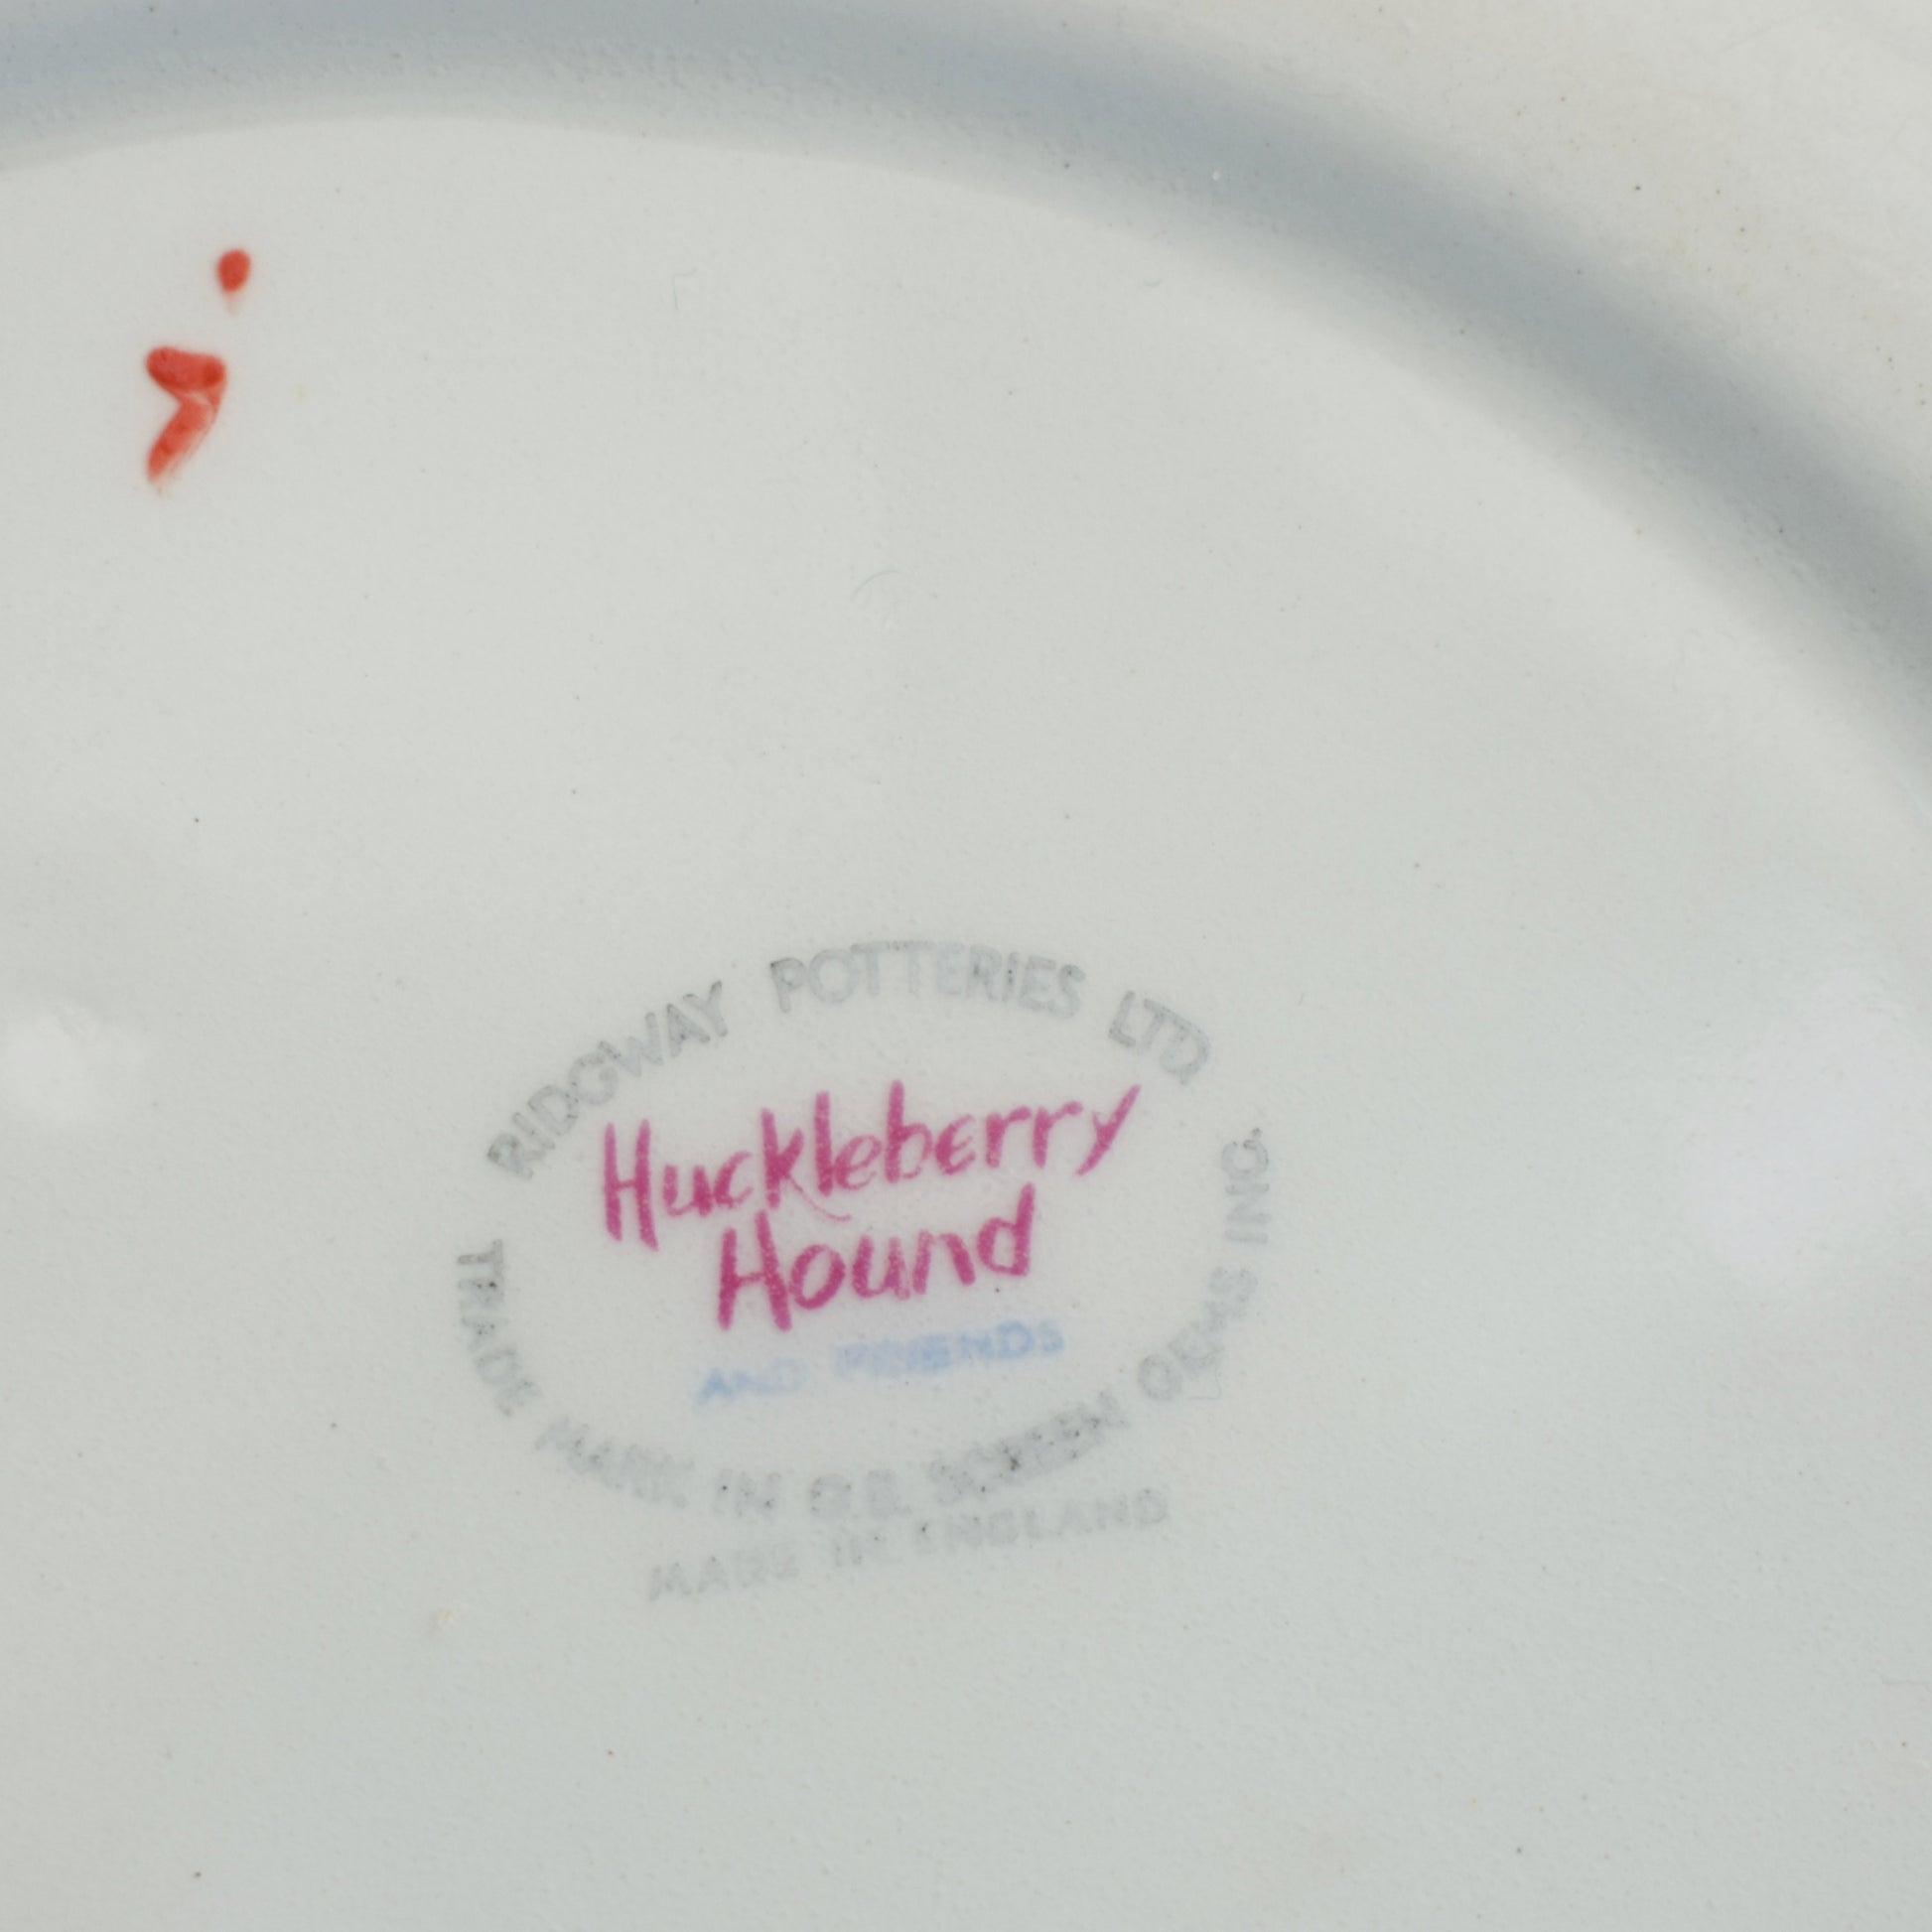 RIDGWAY POTTERIES LTD
Huckleberry
Hound
AND FRIENDS
TRADE MARK IN G.B. SCREEN GEMS INC.
MADE IN ENGLAND